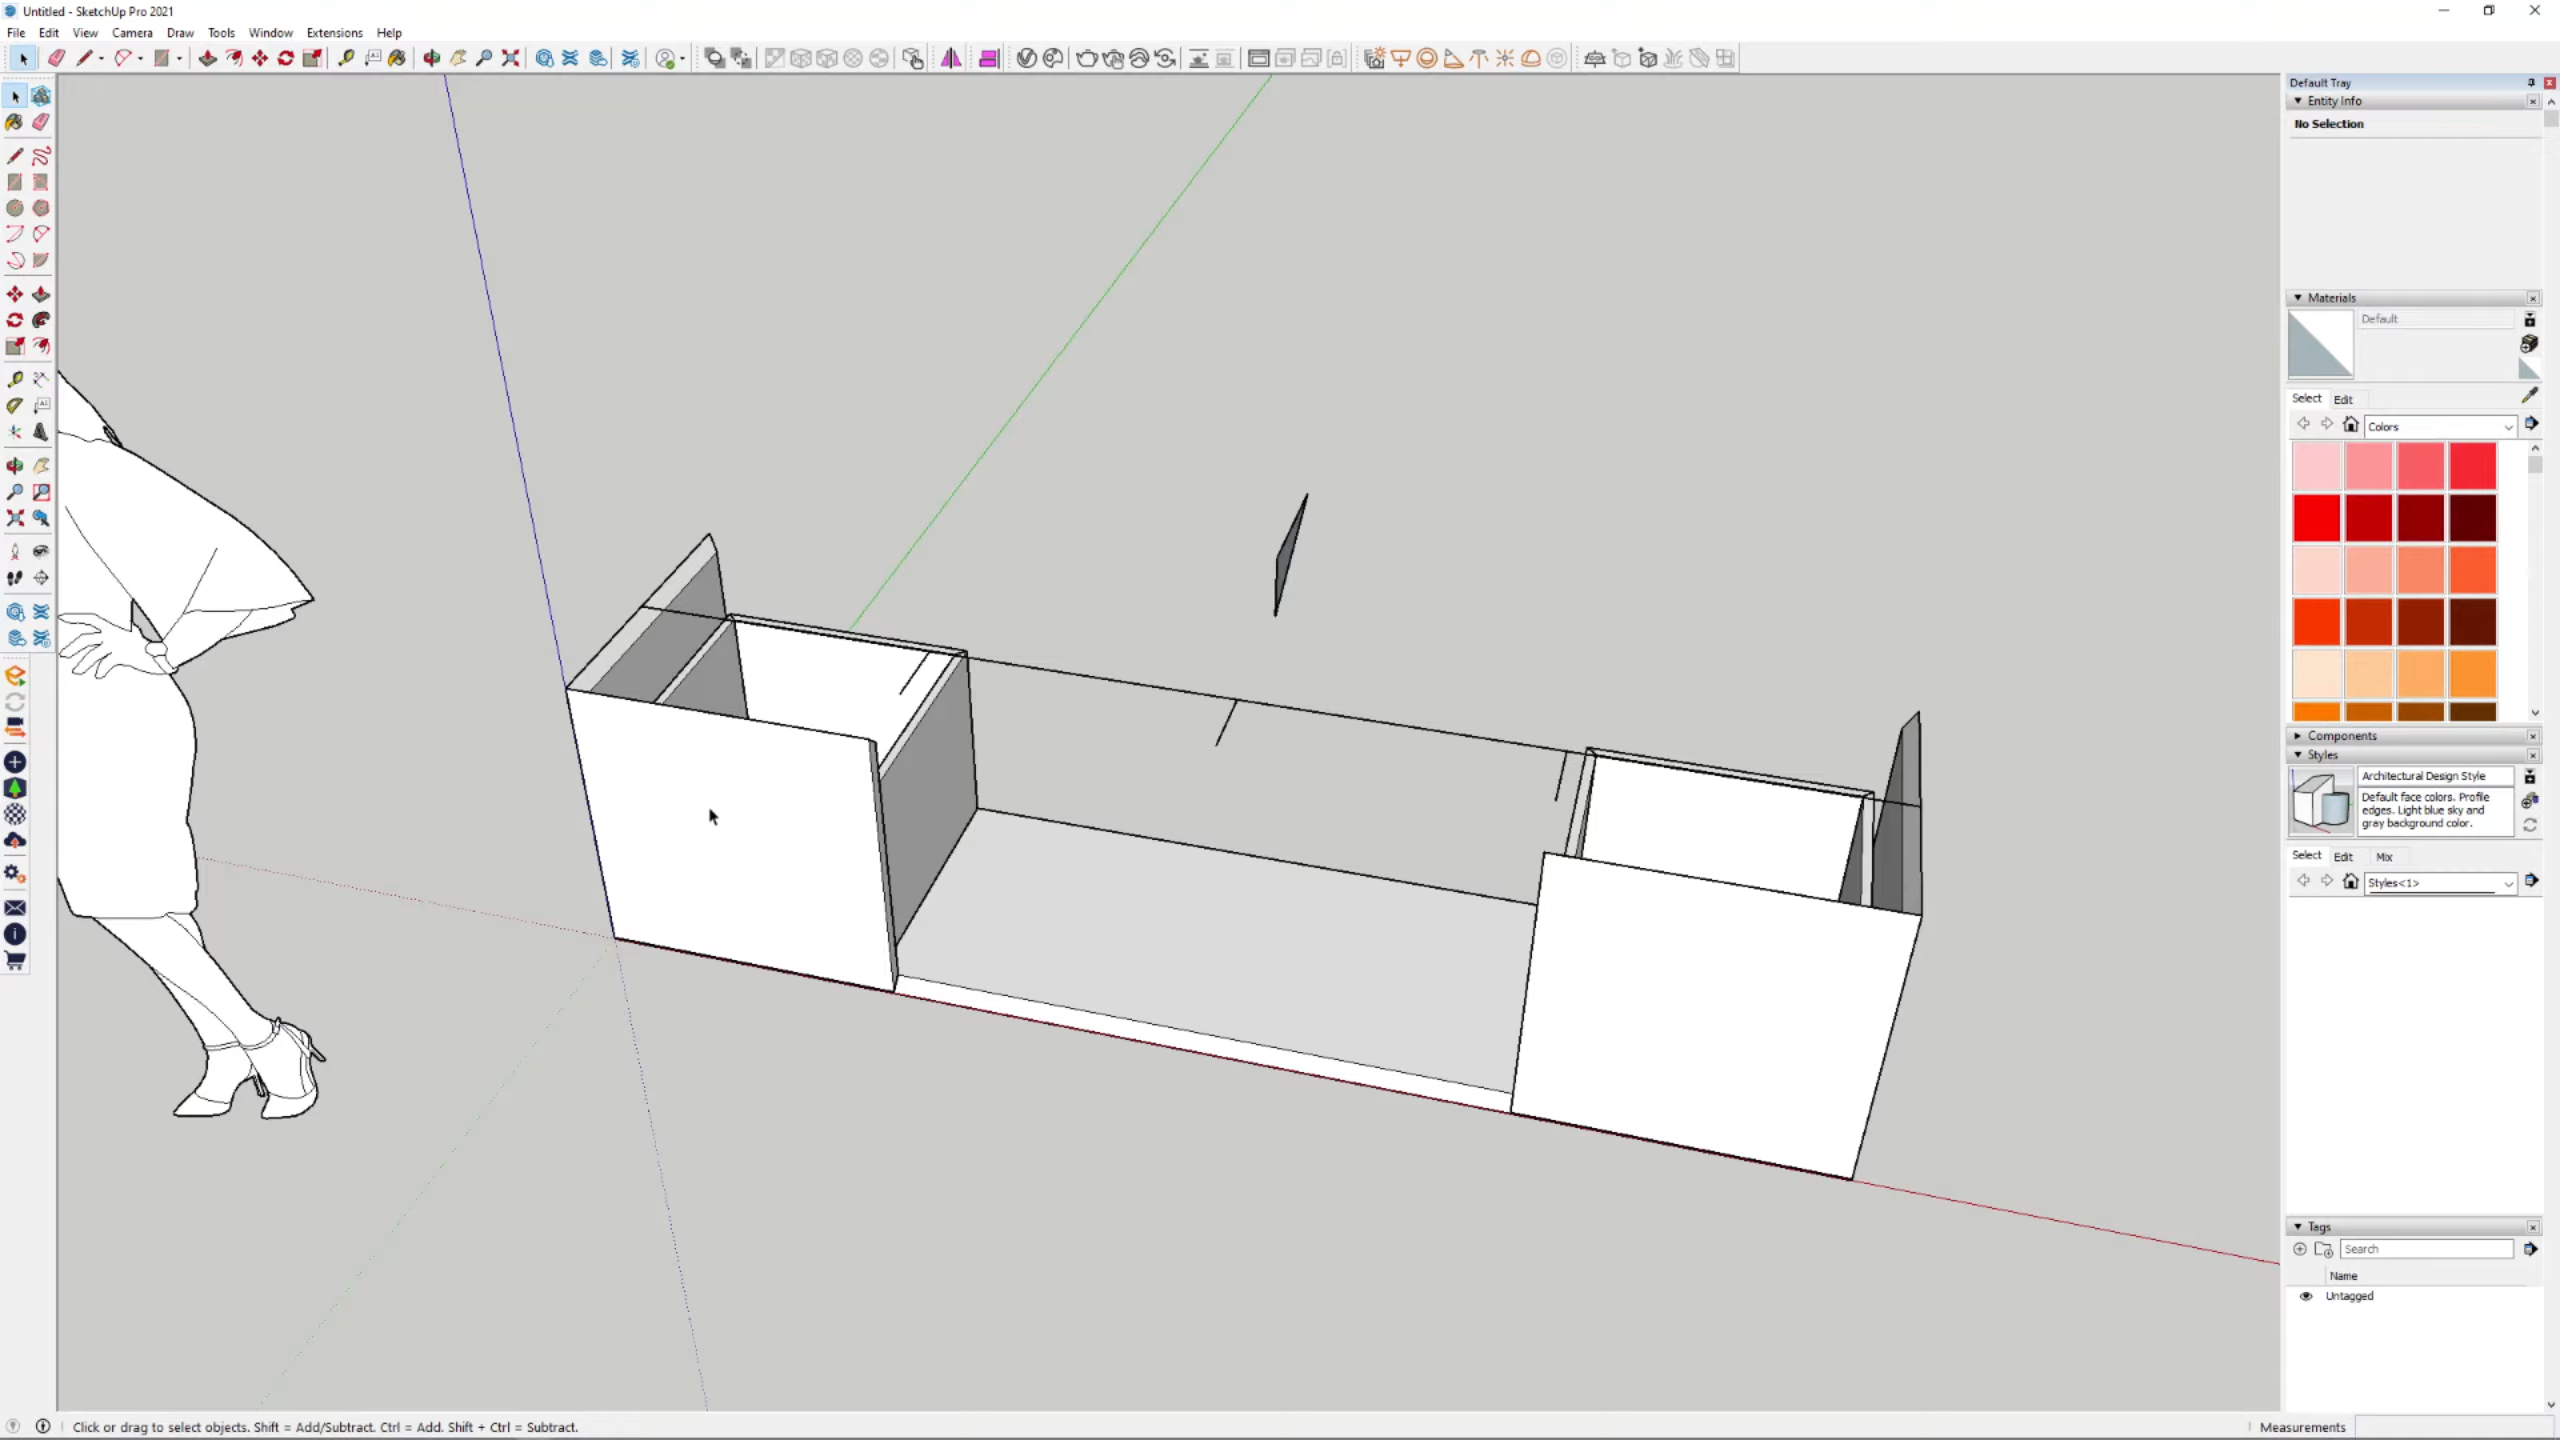 Untitled - SketchUp Pro 2021
File Edit View Camera Draw Tools Window Extensions Help
Default Tray
Entity Info
No Selection
Materials
Default
Select Edit
Colors
Components
Styles
Architectural Design Style
Default face colors. Profile
edges. Light blue sky and
gray background color.
Select Edit Mix
Styles<1>
Tags
Search
Name
Untagged
Click or drag to select objects. Shift = Add/Subtract. Ctrl = Add. Shift + Ctrl = Subtract.
Measurements